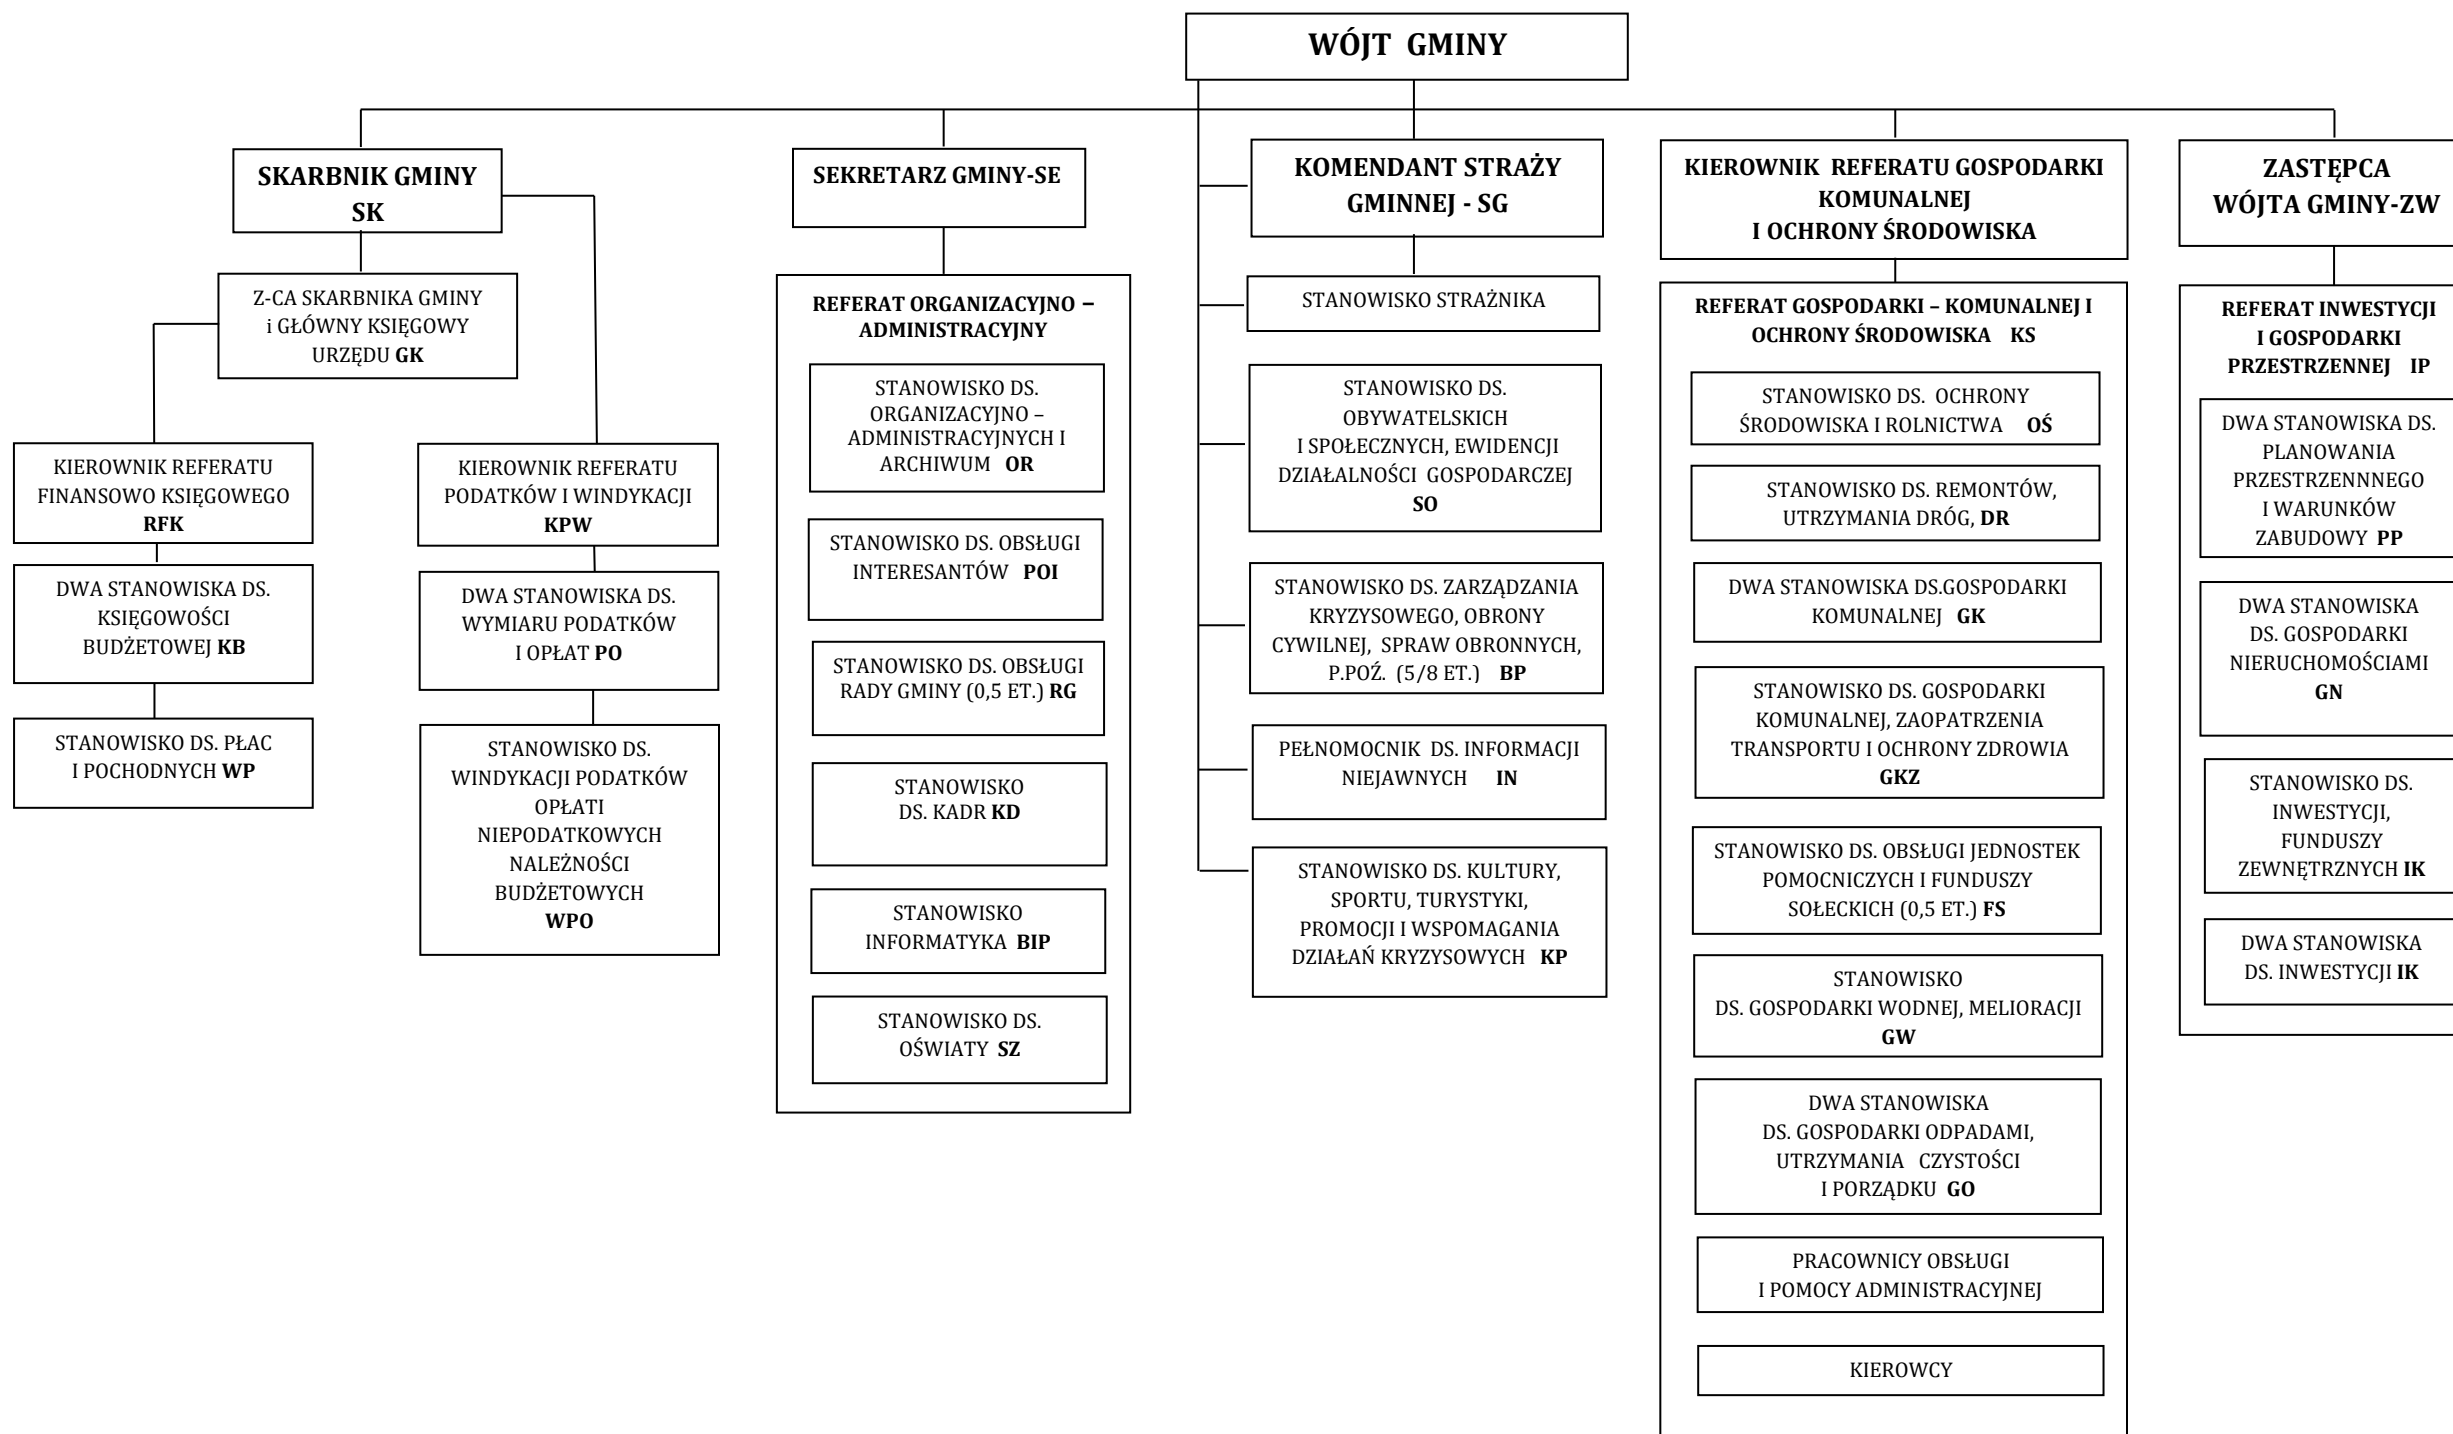 WÓJT GMINY
SKARBNIK GMINY
SK
Z-CA SKARBNIKA GMINY
i GŁÓWNY KSIĘGOWY
URZĘDU GK
KIEROWNIK REFERATU
FINANSOWO KSIĘGOWEGO
RFK
DWA STANOWISKA DS.
KSIĘGOWOŚCI
BUDŻETOWEJ KB
STANOWISKO DS. PŁAC
I POCHODNYCH WP
KIEROWNIK REFERATU
PODATKÓW I WINDYKACJI
KPW
DWA STANOWISKA DS.
WYMIARU PODATKÓW
I OPŁAT PO
STANOWISKO DS.
WINDYKACJI PODATKÓW
OPŁATI
NIEPODATKOWYCH
NALEŻNOŚCI
BUDŻETOWYCH
WPO
SEKRETARZ GMINY-SE
REFERAT ORGANIZACYJNO –
ADMINISTRACYJNY
STANOWISKO DS.
ORGANIZACYJNO –
ADMINISTRACYJNYCH I
ARCHIWUM OR
STANOWISKO DS. OBSŁUGI
INTERESANTÓW POI
STANOWISKO DS. OBSŁUGI
RADY GMINY (0,5 ET.) RG
STANOWISKO
DS. KADR KD
STANOWISKO
INFORMATYKA BIP
STANOWISKO DS.
OŚWIATY SZ
KOMENDANT STRAŻY
GMINNEJ - SG
STANOWISKO STRAŻNIKA
STANOWISKO DS.
OBYWATELSKICH
I SPOŁECZNYCH, EWIDENCJI
DZIAŁALNOŚCI GOSPODARCZEJ
SO
STANOWISKO DS. ZARZĄDZANIA
KRYZYSOWEGO, OBRONY
CYWILNEJ, SPRAW OBRONNYCH,
P.POŹ. (5/8 ET.) BP
PEŁNOMOCNIK DS. INFORMACJI
NIEJAWNYCH IN
STANOWISKO DS. KULTURY,
SPORTU, TURYSTYKI,
PROMOCJI I WSPOMAGANIA
DZIAŁAŃ KRYZYSOWYCH KP
KIEROWNIK REFERATU GOSPODARKI
KOMUNALNEJ
I OCHRONY ŚRODOWISKA
REFERAT GOSPODARKI – KOMUNALNEJ I
OCHRONY ŚRODOWISKA KS
STANOWISKO DS. OCHRONY
ŚRODOWISKA I ROLNICTWA OŚ
STANOWISKO DS. REMONTÓW,
UTRZYMANIA DRÓG, DR
DWA STANOWISKA DS.GOSPODARKI
KOMUNALNEJ GK
STANOWISKO DS. GOSPODARKI
KOMUNALNEJ, ZAOPATRZENIA
TRANSPORTU I OCHRONY ZDROWIA
GKZ
STANOWISKO DS. OBSŁUGI JEDNOSTEK
POMOCNICZYCH I FUNDUSZY
SOŁECKICH (0,5 ET.) FS
STANOWISKO
DS. GOSPODARKI WODNEJ, MELIORACJI
GW
DWA STANOWISKA
DS. GOSPODARKI ODPADAMI,
UTRZYMANIA CZYSTOŚCI
I PORZĄDKU GO
PRACOWNICY OBSŁUGI
I POMOCY ADMINISTRACYJNEJ
KIEROWCY
ZASTĘPCA
WÓJTA GMINY-ZW
REFERAT INWESTYCJI
I GOSPODARKI
PRZESTRZENNEJ IP
DWA STANOWISKA DS.
PLANOWANIA
PRZESTRZENNNEGO
I WARUNKÓW
ZABUDOWY PP
DWA STANOWISKA
DS. GOSPODARKI
NIERUCHOMOŚCIAMI
GN
STANOWISKO DS.
INWESTYCJI,
FUNDUSZY
ZEWNĘTRZNYCH IK
DWA STANOWISKA
DS. INWESTYCJI IK